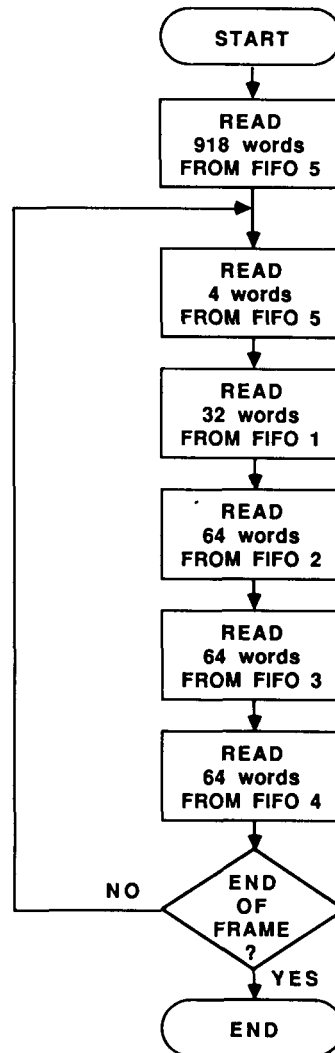 START
READ
918 words
FROM FIFO 5
READ
4 words
FROM FIFO 5
READ
32 words
FROM FIFO 1
READ
64 words
FROM FIFO 2
READ
64 words
FROM FIFO 3
READ
64 words
FROM FIFO 4
NO
END
OF
FRAME
?
YES
END